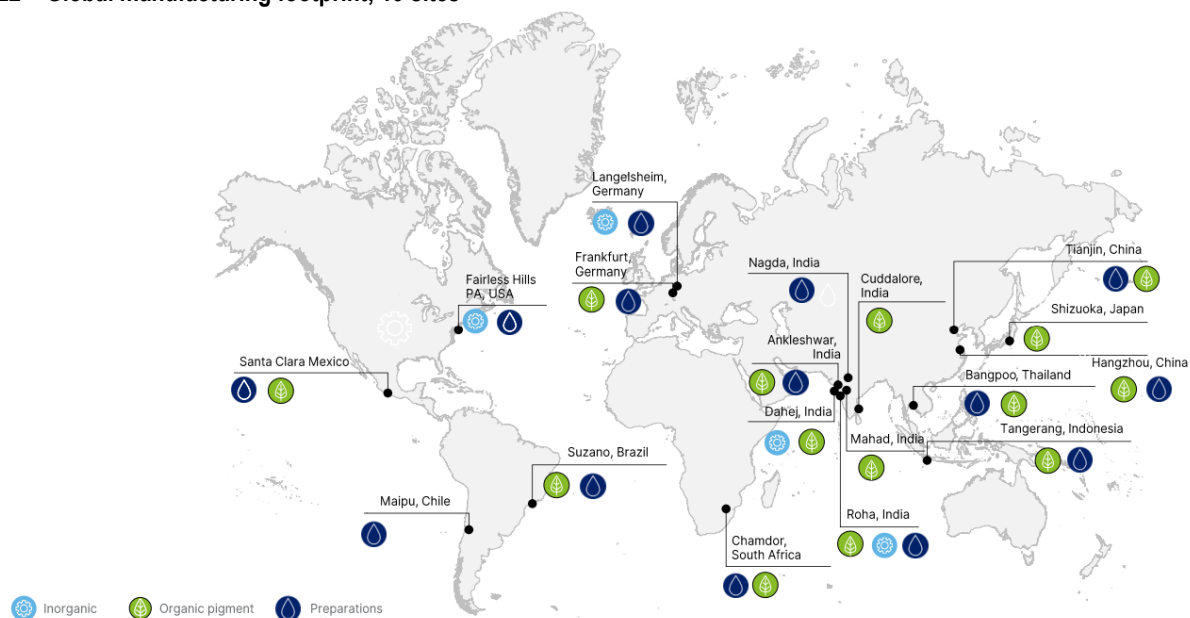 Langelsheim,
Germany
Frankfurt,
Germany
Nagda, India
Cuddalore,
India
Tianjin, China
Fairless Hills
PA, USA
Shizuoka, Japan
Ankleshwar,
India
Santa Clara Mexico
Hangzhou, China
Bangpoo, Thailand
Dahej, India
Mahad, India
Tangerang, Indonesia
Suzano, Brazil
Maipu, Chile
Roha, India
Chamdor,
South Africa
Inorganic
Organic pigment
Preparations